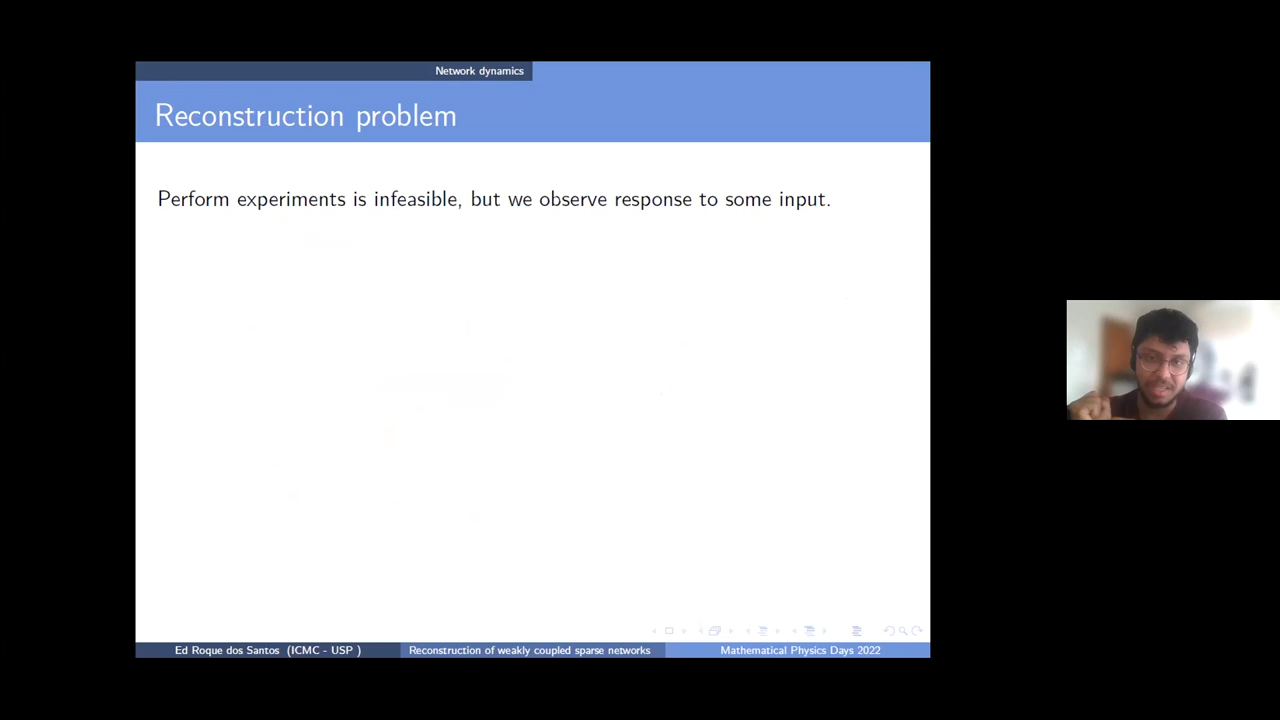 Network dynamics
Reconstruction problem
Perform experiments is infeasible, but we observe response to some input.
Ed Roque dos Santos (ICMC - USP )
Reconstruction of weakly coupled sparse networks
Mathematical Physics Days 2022